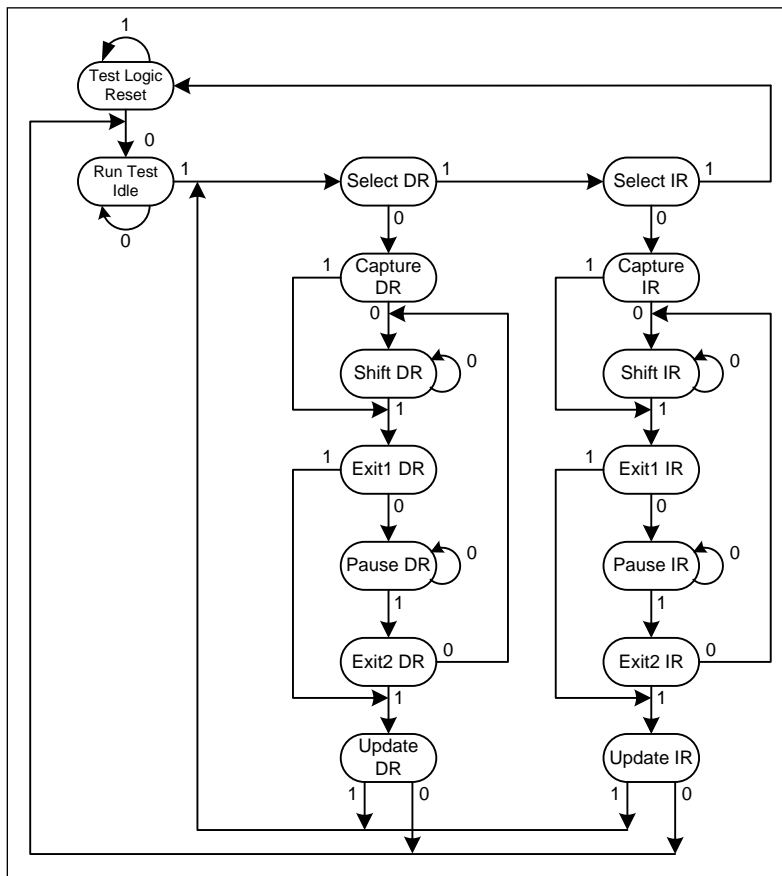 1
Test Logic
Reset
0
Run Test
Idle
1
0
Select DR
1
Select IR
1
0
0
1
Capture
DR
1
Capture
IR
0
0
Shift DR
0
Shift IR
0
1
1
1
Exit1 DR
1
Exit1 IR
0
0
Pause DR
0
Pause IR
0
1
1
Exit2 DR
0
Exit2 IR
0
1
1
Update
DR
Update IR
1
0
1
0